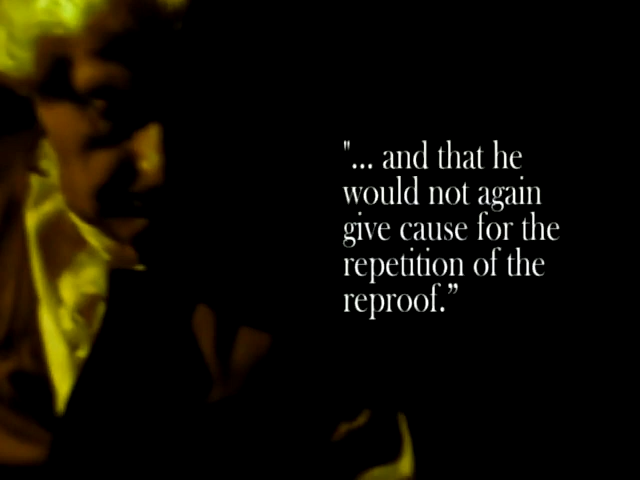 "... and that he
would not again
give cause for the
repetition of the
reproof.”